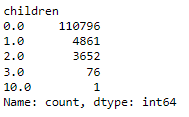 children
0.0     110796
1.0       4861
2.0       3652
3.0         76
10.0         1
Name: count, dtype: int64